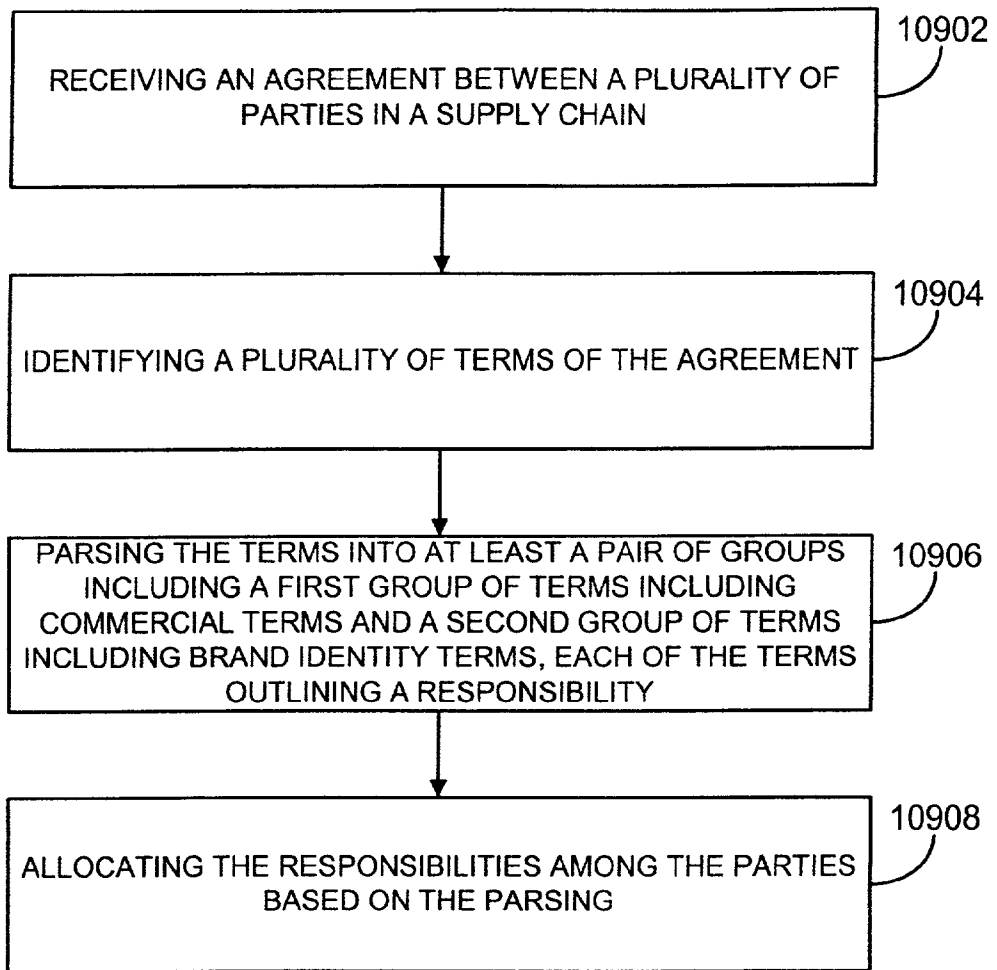 10902
RECEIVING AN AGREEMENT BETWEEN A PLURALITY OF
PARTIES IN A SUPPLY CHAIN
10904
IDENTIFYING A PLURALITY OF TERMS OF THE AGREEMENT
10906
PARSING THE TERMS INTO AT LEAST A PAIR OF GROUPS
INCLUDING A FIRST GROUP OF TERMS INCLUDING
COMMERCIAL TERMS AND A SECOND GROUP OF TERMS
INCLUDING BRAND IDENTITY TERMS, EACH OF THE TERMS
OUTLINING A RESPONSIBILITY
10908
ALLOCATING THE RESPONSIBILITIES AMONG THE PARTIES
BASED ON THE PARSING